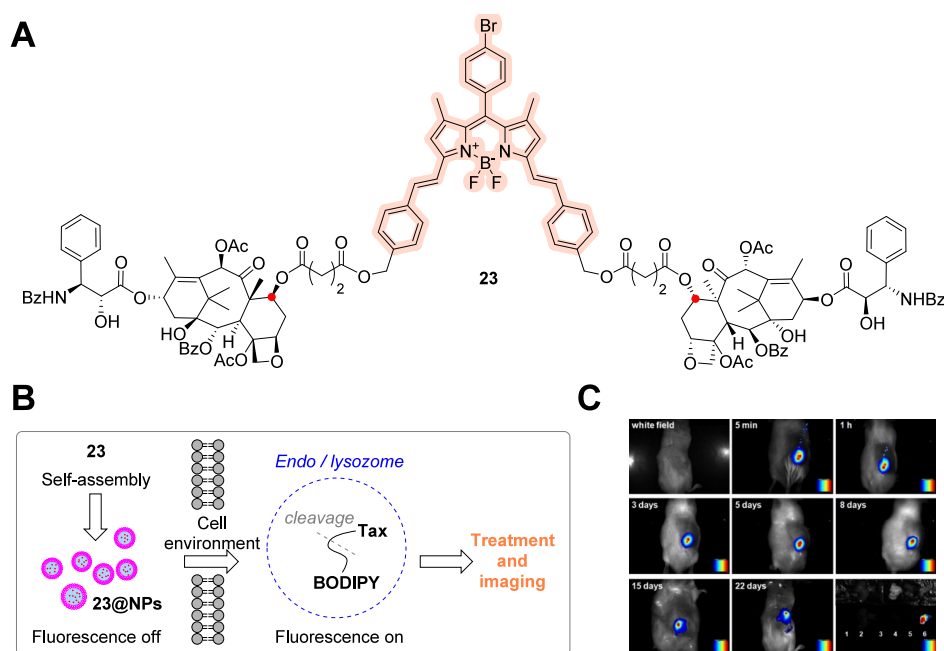 A
Br
N+
N
B-
F
F
OAc
O
O
O
O
O
O
O
2
BzHN
OH
O
O
HO
H
BzO
AcO
O
23
O
O
O
O
2
OAc
O
O
O
NHBz
OH
OH
H
OBz
AcO
O
B
23
Self-assembly
23@NPs
Fluorescence off
Cell
environment
Endo / lysozome
cleavage
Tax
BODIPY
Fluorescence on
Treatment
and
imaging
C
white field
5 min
1 h
3 days
5 days
8 days
15 days
22 days
1 2 3 4 5 6